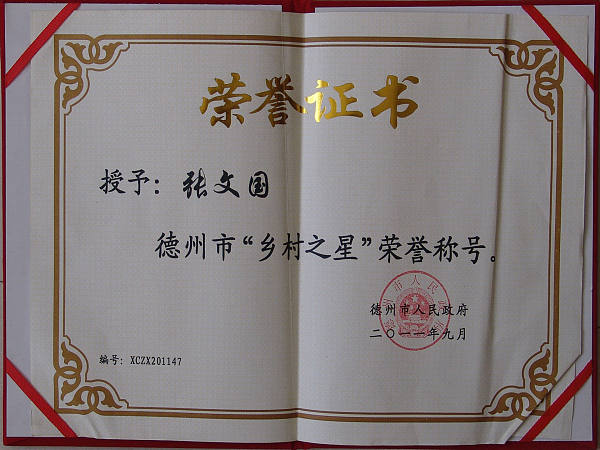 荣誉证书
授予：张文国
德州市“乡村之星”荣誉称号。
德州市人民政府
二〇一一年九月
编号：XCZX201147